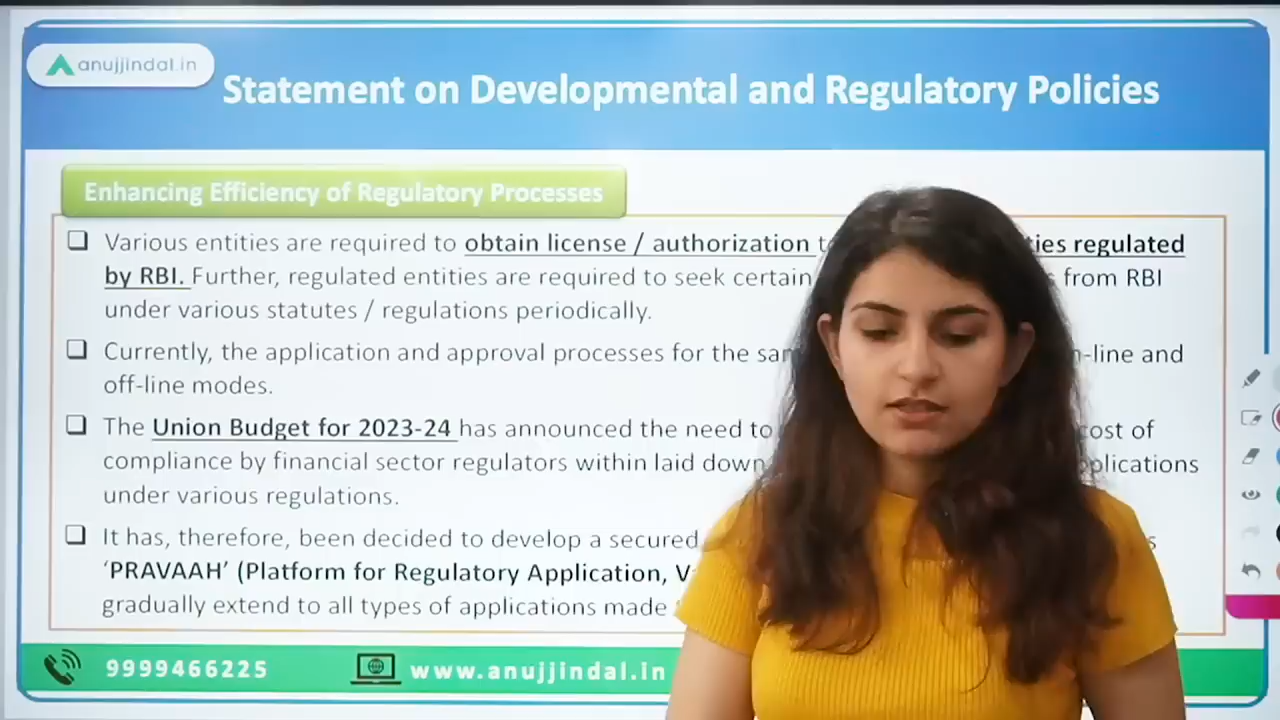 anujjindal.in
Statement on Developmental and Regulatory Policies
Enhancing Efficiency of Regulatory Processes
Various entities are required to obtain license / authorization regulated
by RBI. Further, regulated entities are required to seek certain from RBI
under various statutes / regulations periodically.
Currently, the application and approval processes for the and
off-line modes.
The Union Budget for 2023-24 has announced the need to cost of
compliance by financial sector regulators within laid down
under various regulations.
It has, therefore, been decided to develop a secured
‘PRAVAAH’ (Platform for Regulatory Application,
gradually extend to all types of applications made
9999466225
www.anujjindal.in